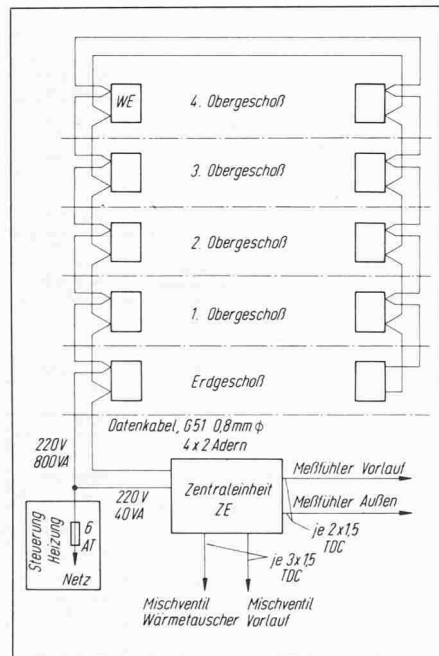 WE
4. Obergeschoß
3. Obergeschoß
2. Obergeschoß
1. Obergeschoß
Erdgeschoß
Datenkabel, G51 0,8mm ϕ
4 x 2 Adern
220V
800VA
220V
40VA
Zentraleinheit
ZE
Meßfühler Vorlauf
Meßfühler Außen
je 2x1,5
TDC
Steuerung
Heizung
6
AT
Netz
je 3x1,5
TDC
Mischventil
Wärmetauscher
Mischventil
Vorlauf